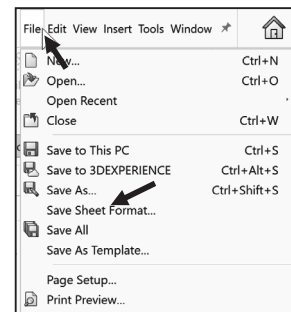 File Edit View Insert Tools Window
New... Ctrl+N
Open... Ctrl+O
Open Recent
Close Ctrl+W
Save to This PC Ctrl+S
Save to 3DEXPERIENCE Ctrl+Alt+S
Save As... Ctrl+Shift+S
Save Sheet Format...
Save All
Save As Template...
Page Setup...
Print Preview...